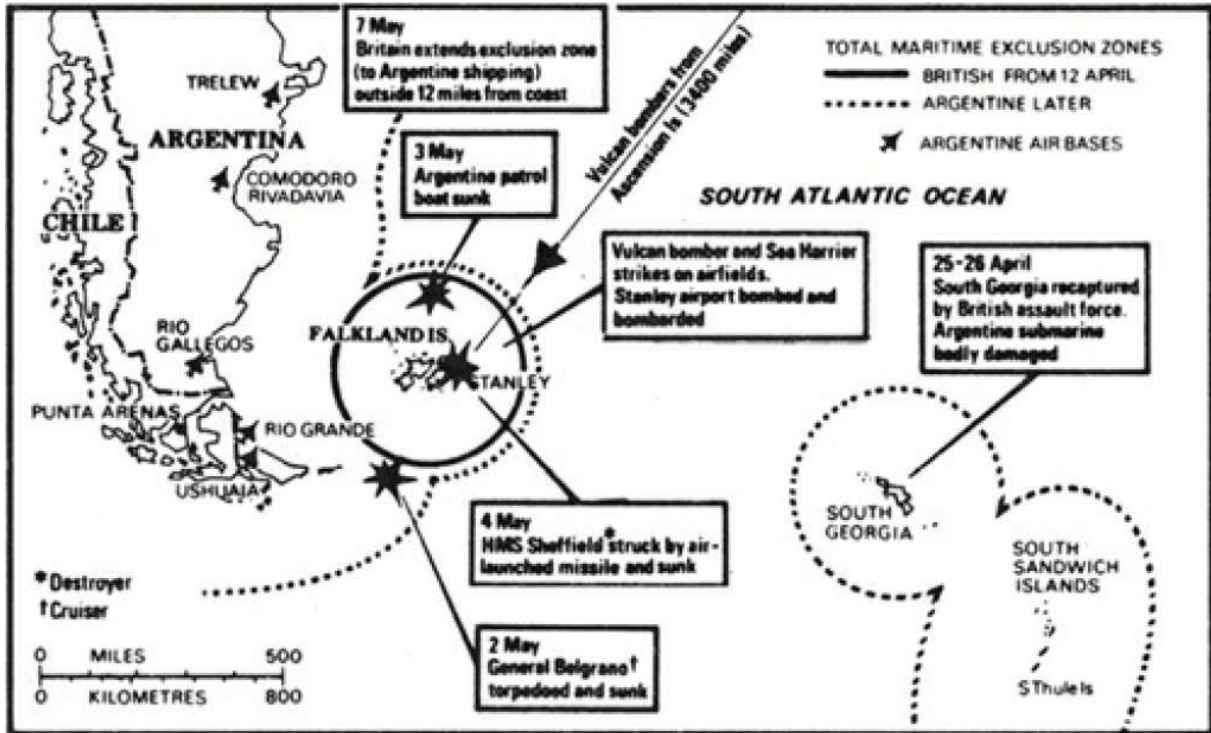 7 May
Britain extends exclusion zone
(to Argentine shipping)
outside 12 miles from coast
Vulcan bombers from
Ascension Is (3400 miles)
TOTAL MARITIME EXCLUSION ZONES
BRITISH FROM 12 APRIL
ARGENTINE LATER
ARGENTINE AIR BASES
TRELEW
ARGENTINA
COMODORO
RIVADAVIA
CHILE
3 May
Argentine patrol
boat sunk
SOUTH ATLANTIC OCEAN
Vulcan bomber and Sea Harrier
strikes on airfields.
Stanley airport bombed and
bombarded
25-26 April
South Georgia recaptured
by British assault force.
Argentine submarine
badly damaged
RIO
GALLEGOS
FALKLAND IS
STANLEY
PUNTA ARENAS
RIO GRANDE
USHUAIA
4 May
HMS Sheffield* struck by air-
launched missile and sunk
SOUTH
GEORGIA
SOUTH
SANDWICH
ISLANDS
S Thule Is
*Destroyer
†Cruiser
0 MILES 500
0 KILOMETRES 800
2 May
General Belgrano†
torpedoed and sunk